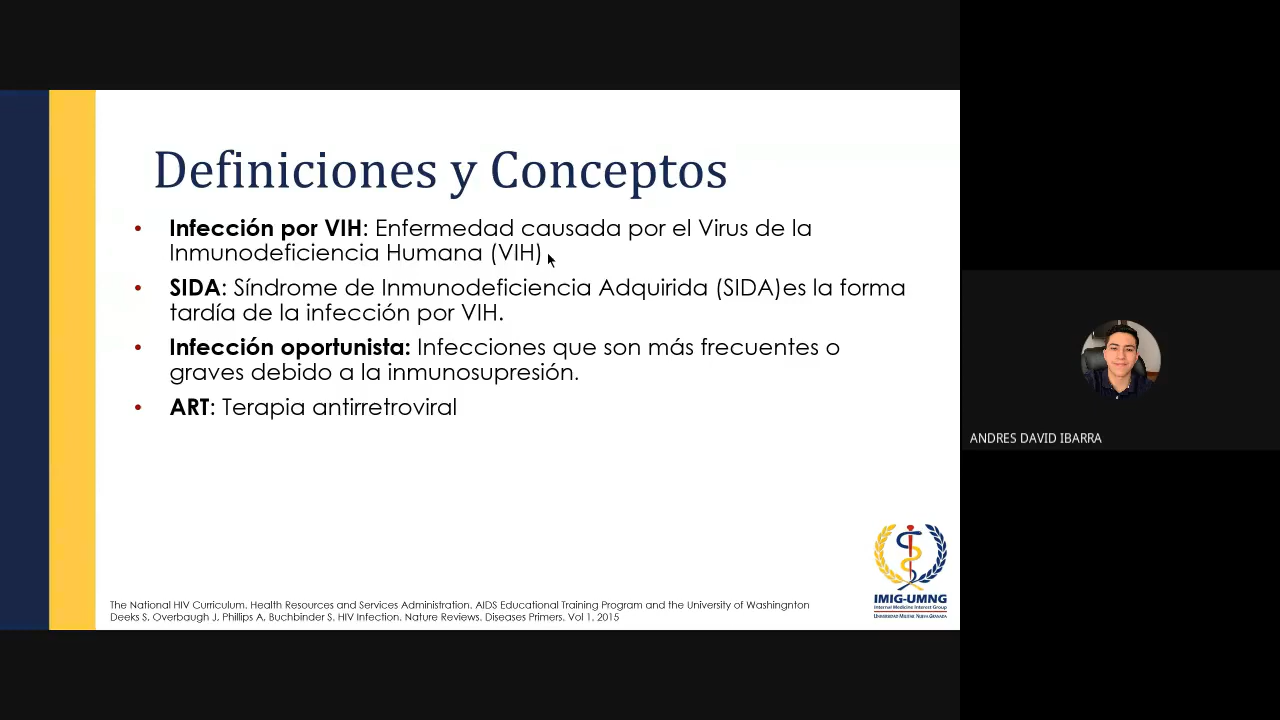 Definiciones y Conceptos
• Infección por VIH: Enfermedad causada por el Virus de la
Inmunodeficiencia Humana (VIH)
• SIDA: Síndrome de Inmunodeficiencia Adquirida (SIDA)es la forma
tardía de la infección por VIH.
• Infección oportunista: Infecciones que son más frecuentes o
graves debido a la inmunosupresión.
• ART: Terapia antirretroviral
The National HIV Curriculum. Health Resources and Services Administration. AIDS Educational Training Program and the University of Washingnton
Deeks S, Overbaugh J, Phillips A, Buchbinder S. HIV Infection. Nature Reviews. Diseases Primers. Vol 1. 2015
IMIG-UMNG
Internal Medicine Interest Group
Universidad Militar Nueva Granada
ANDRES DAVID IBARRA